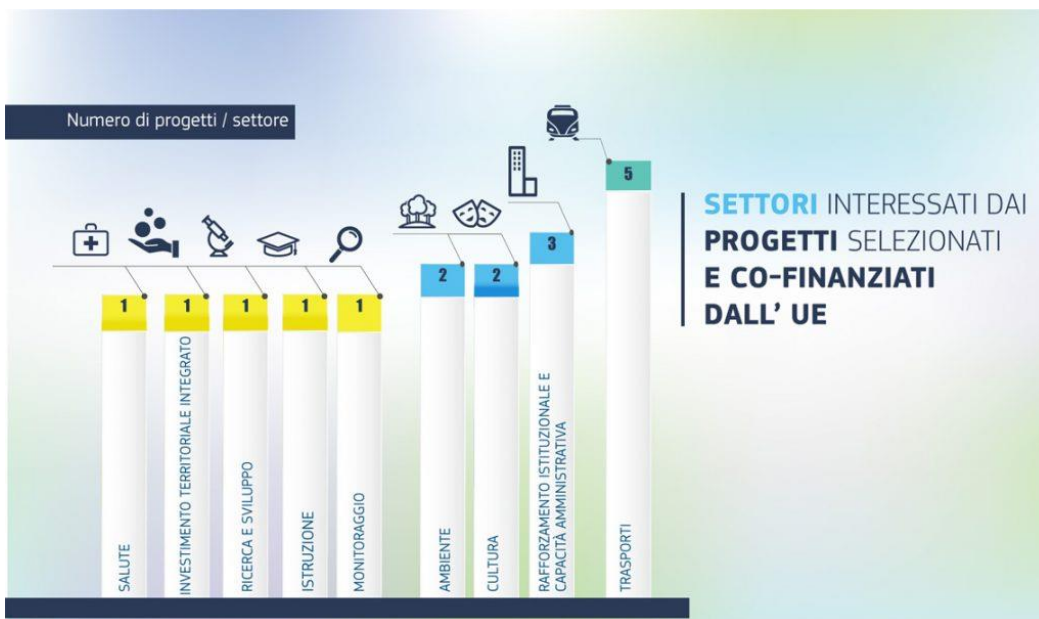 Numero di progetti / settore
1
1
1
1
1
2
2
3
5
SALUTE
INVESTIMENTO TERRITORIALE INTEGRATO
RICERCA E SVILUPPO
ISTRUZIONE
MONITORAGGIO
AMBIENTE
CULTURA
RAFFORZAMENTO ISTITUZIONALE E
CAPACITÀ AMMINISTRATIVA
TRASPORTI
SETTORI INTERESSATI DAI
PROGETTI SELEZIONATI
E CO-FINANZIATI
DALL' UE